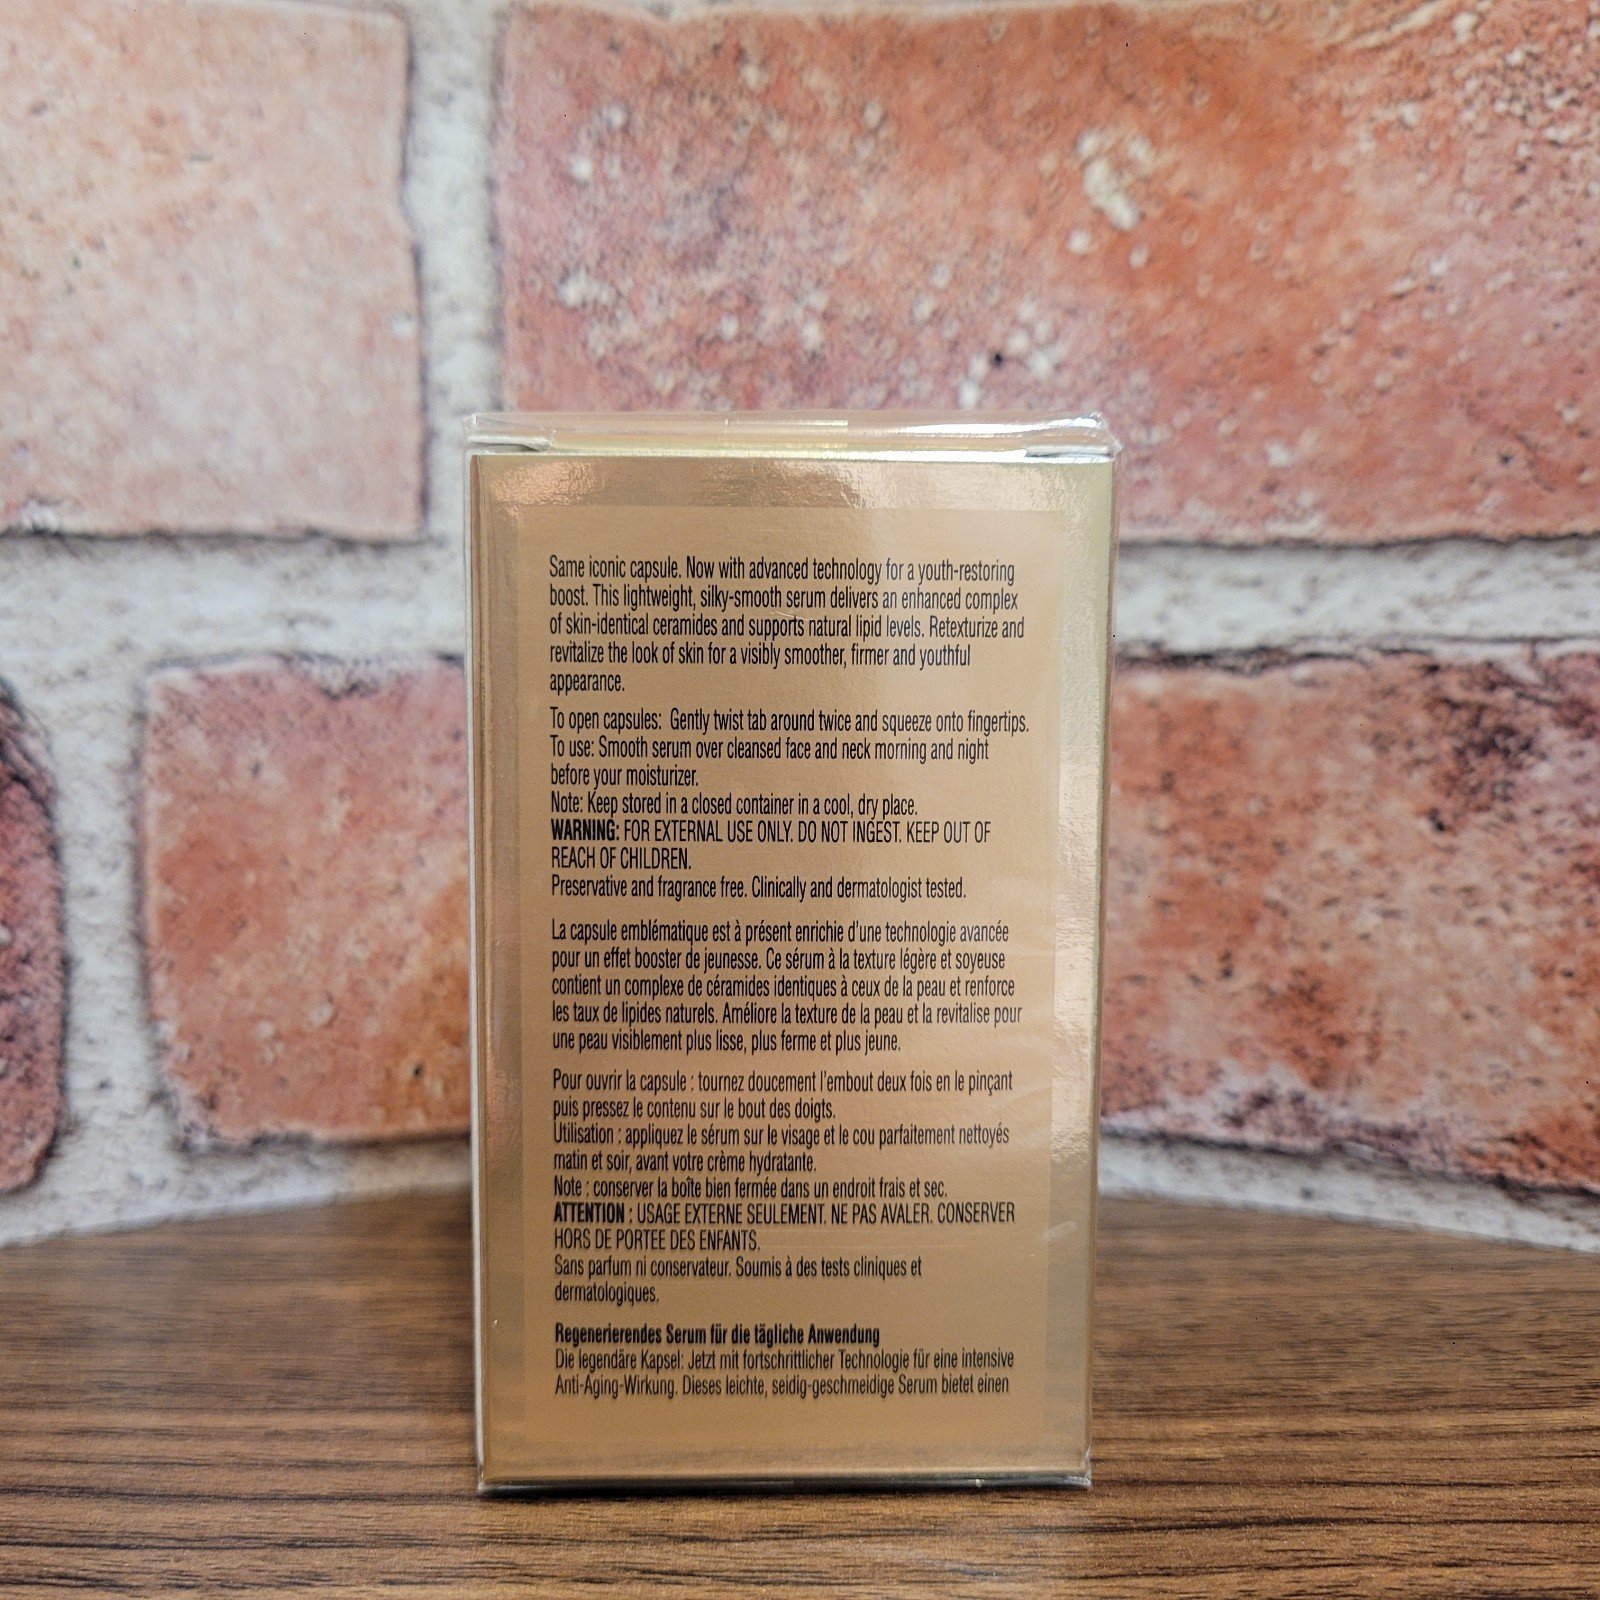 Same iconic capsule. Now with advanced technology for a youth-restoring
boost. This lightweight, silky-smooth serum delivers an enhanced complex
of skin-identical ceramides and supports natural lipid levels. Retexturize and
revitalize the look of skin for a visibly smoother, firmer and youthful
appearance.
To open capsules: Gently twist tab around twice and squeeze onto fingertips.
To use: Smooth serum over cleansed face and neck morning and night
before your moisturizer.
Note: Keep stored in a closed container in a cool, dry place.
WARNING: FOR EXTERNAL USE ONLY. DO NOT INGEST. KEEP OUT OF
REACH OF CHILDREN.
Preservative and fragrance free. Clinically and dermatologist tested.
La capsule emblématique est à présent enrichie d'une technologie avancée
pour un effet booster de jeunesse. Ce sérum à la texture légère et soyeuse
contient un complexe de céramides identiques à ceux de la peau et renforce
les taux de lipides naturels. Améliore la texture de la peau et la revitalise pour
une peau visiblement plus lisse, plus ferme et plus jeune.
Pour ouvrir la capsule : tournez doucement l'embout deux fois en le pinçant
puis pressez le contenu sur le bout des doigts.
Utilisation : appliquez le sérum sur le visage et le cou parfaitement nettoyés
matin et soir, avant votre crème hydratante.
Note : conserver la boîte bien fermée dans un endroit frais et sec.
ATTENTION : USAGE EXTERNE SEULEMENT. NE PAS AVALER. CONSERVER
HORS DE PORTEE DES ENFANTS.
Sans parfum ni conservateur. Soumis à des tests cliniques et
dermatologiques.
Regenerierendes Serum für die tägliche Anwendung
Die legendäre Kapsel: Jetzt mit fortschrittlicher Technologie für eine intensive
Anti-Aging-Wirkung. Dieses leichte, seidig-geschmeidige Serum bietet einen